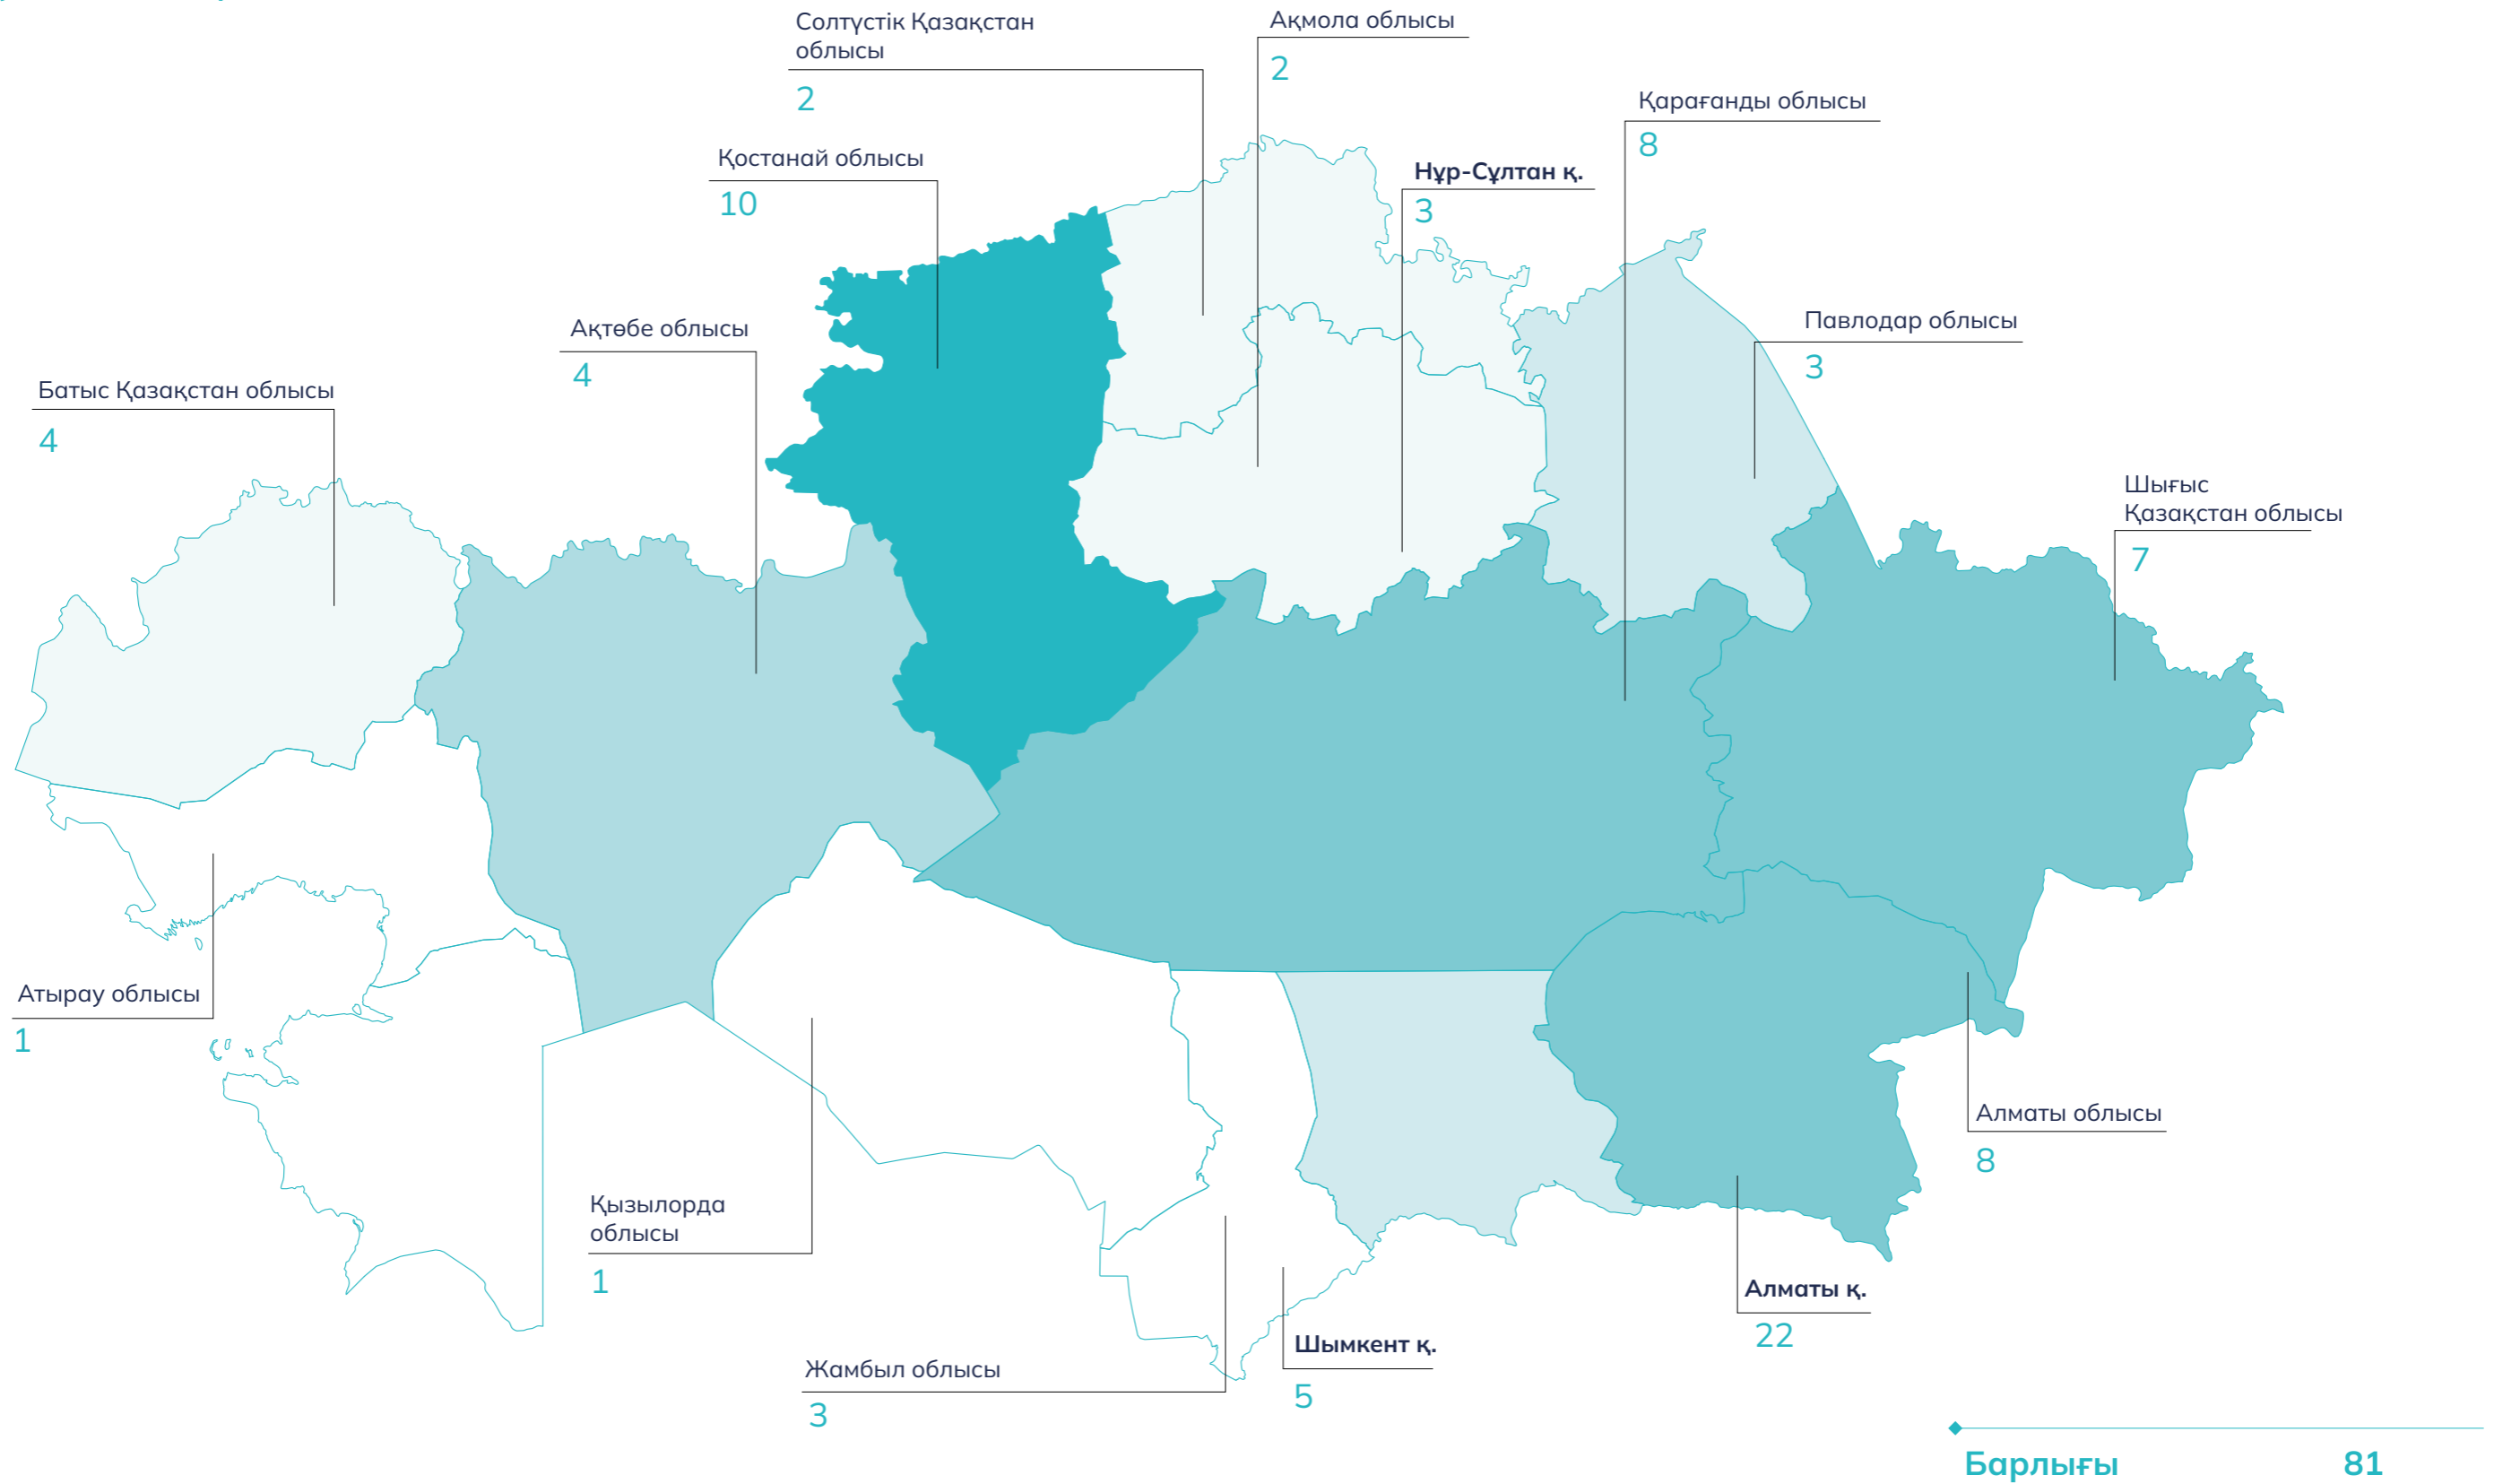 Солтүстік Қазақстан
облысы
2
Ақмола облысы
2
Қарағанды облысы
8
Қостанай облысы
10
Нұр-Сұлтан қ.
3
Ақтөбе облысы
4
Павлодар облысы
3
Батыс Қазақстан облысы
4
Шығыс
Қазақстан облысы
7
Атырау облысы
1
Алматы облысы
8
Қызылорда
облысы
1
Алматы қ.
22
Шымкент қ.
5
Жамбыл облысы
3
Барлығы 81